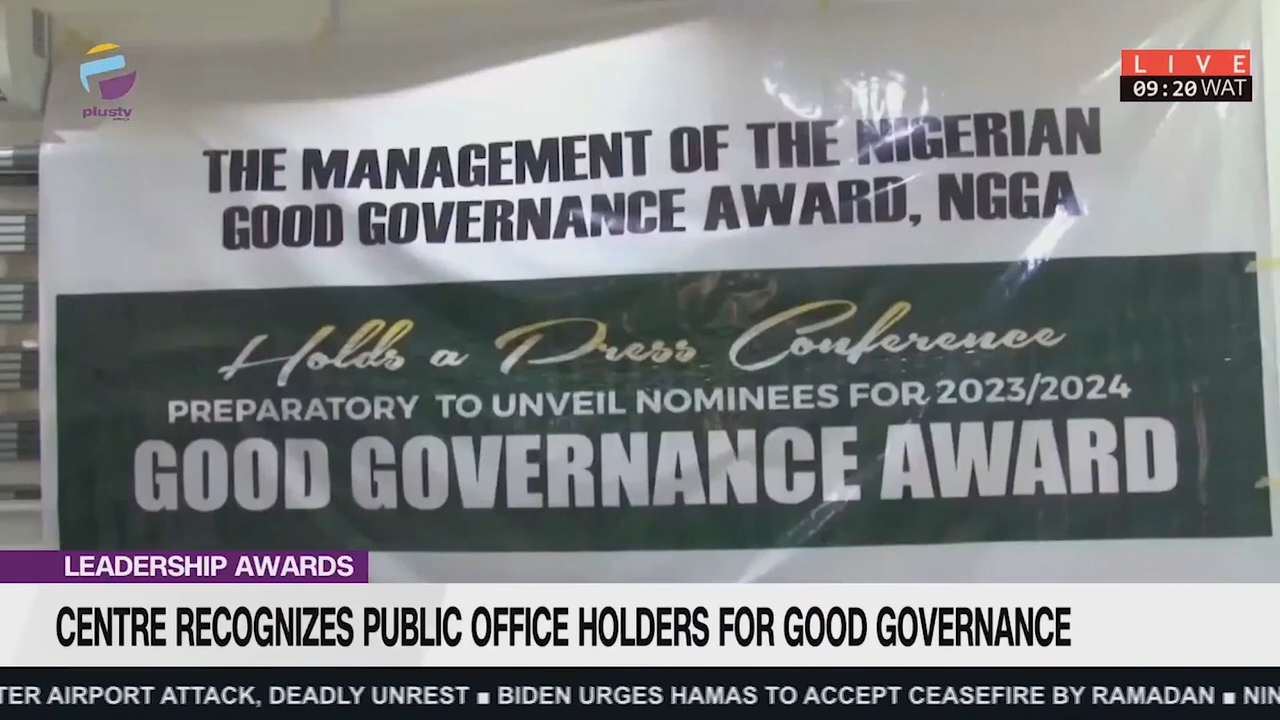 plustv
LIVE
09:20 WAT
THE MANAGEMENT OF THE NIGERIAN
GOOD GOVERNANCE AWARD, NGGA
Holds a Press Conference
PREPARATORY TO UNVEIL NOMINEES FOR 2023/2024
GOOD GOVERNANCE AWARD
LEADERSHIP AWARDS
CENTRE RECOGNIZES PUBLIC OFFICE HOLDERS FOR GOOD GOVERNANCE
TER AIRPORT ATTACK, DEADLY UNREST ■ BIDEN URGES HAMAS TO ACCEPT CEASEFIRE BY RAMADAN ■ NIN